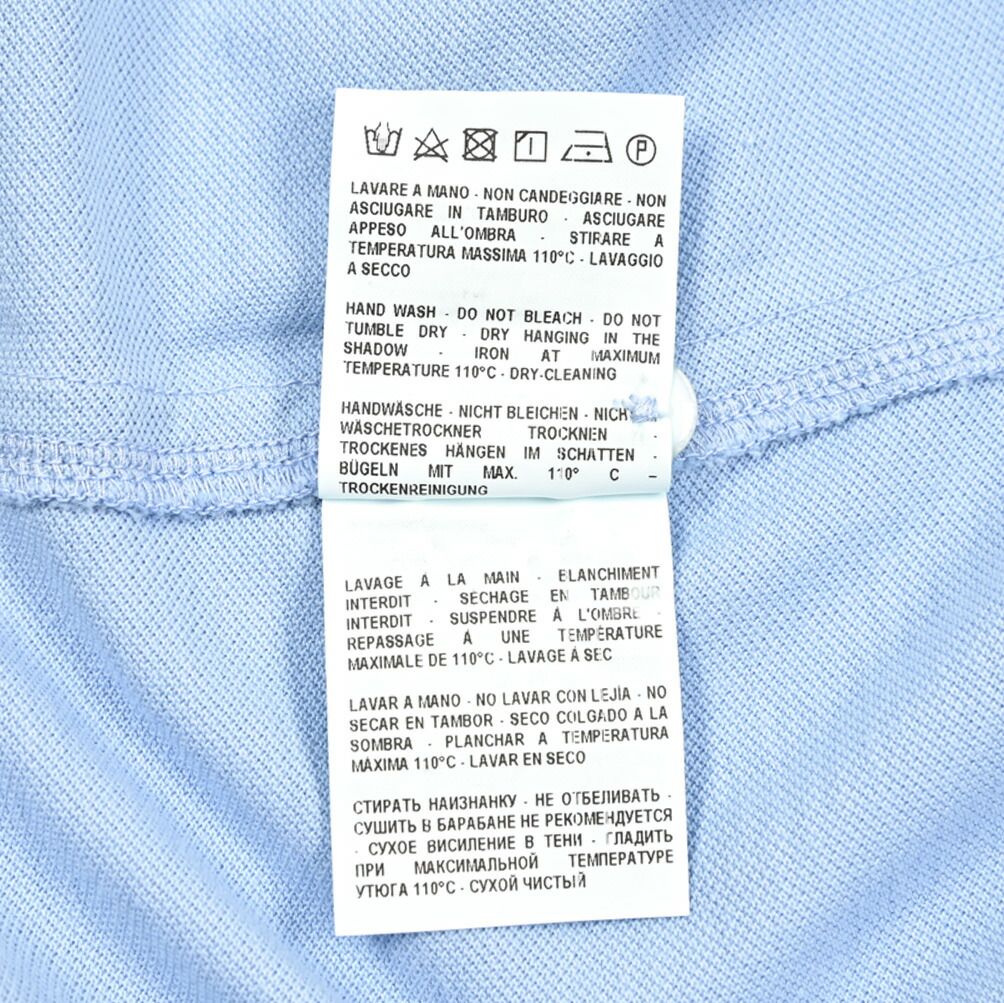 P
LAVARE A MANO - NON CANDEGGIARE - NON
ASCIUGARE IN TAMBURO - ASCIUGARE
APPESO ALL'OMBRA - STIRARE A
TEMPERATURA MASSIMA 110°C - LAVAGGIO
A SECCO
HAND WASH - DO NOT BLEACH - DO NOT
TUMBLE DRY - DRY HANGING IN THE
SHADOW - IRON AT MAXIMUM
TEMPERATURE 110°C - DRY-CLEANING
HANDWÄSCHE - NICHT BLEICHEN -
WÄSCHETROCKNER TROCKNEN -
TROCKENES HÄNGEN IM SCHATTEN -
BÜGELN MIT MAX. 110° C –
TROCKENREINIGUNG
LAVAGE À LA MAIN - BLANCHIMENT
INTERDIT - SECHAGE EN TAMBOUR
INTERDIT - SUSPENDRE À L'OMBRE -
REPASSAGE À UNE TEMPÉRATURE
MAXIMALE DE 110°C - LAVAGE À SEC
LAVAR A MANO - NO LAVAR CON LEJÍA - NO
SECAR EN TAMBOR - SECO COLGADO A LA
SOMBRA - PLANCHAR A TEMPERATURA
MÁXIMA 110°C - LAVAR EN SECO
СТИРАТЬ НАИЗНАНКУ - НЕ ОТБЕЛИВАТЬ -
СУШИТЬ В БАРАБАНЕ НЕ РЕКОМЕНДУЕТСЯ
- СУХОЕ ВИСИЛЕНИЕ В ТЕНИ - ГЛАДИТЬ
ПРИ МАКСИМАЛЬНОЙ ТЕМПЕРАТУРЕ
УТЮГА 110°C - СУХОЙ ЧИСТЫЙ